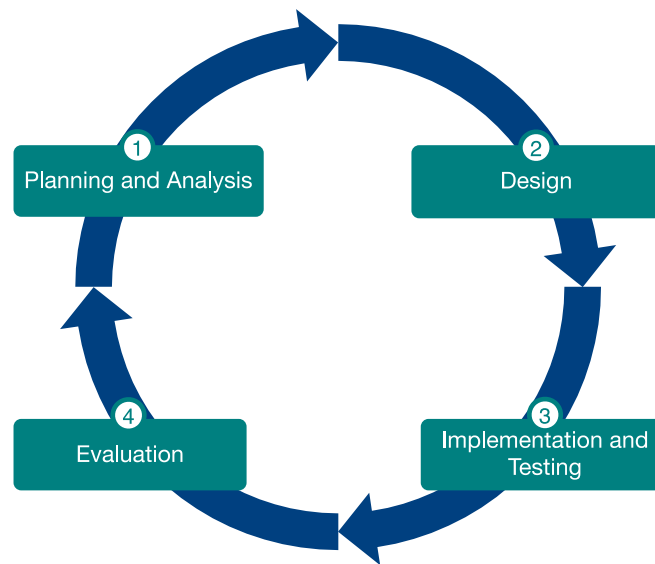 1
Planning and Analysis
2
Design
3
Implementation and
Testing
4
Evaluation